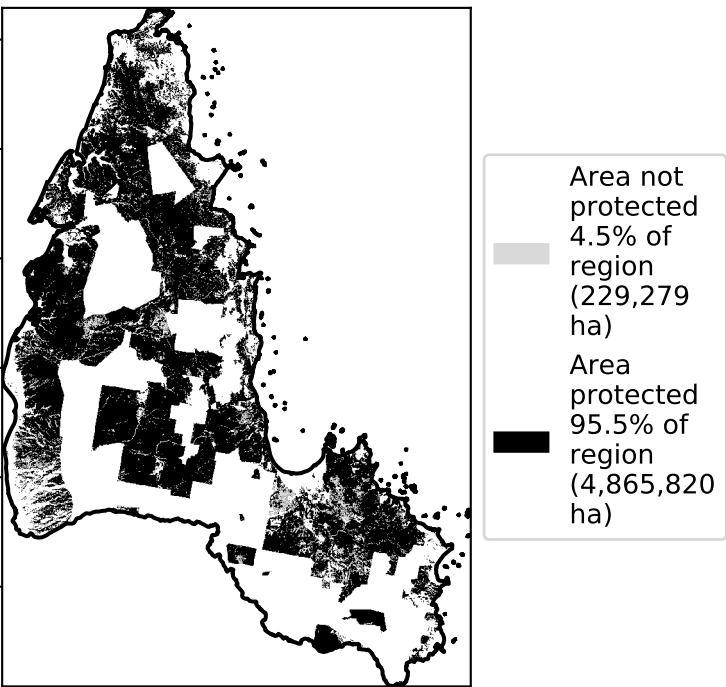 Area not
protected
4.5% of
region
(229,279
ha)
Area
protected
95.5% of
region
(4,865,820
ha)